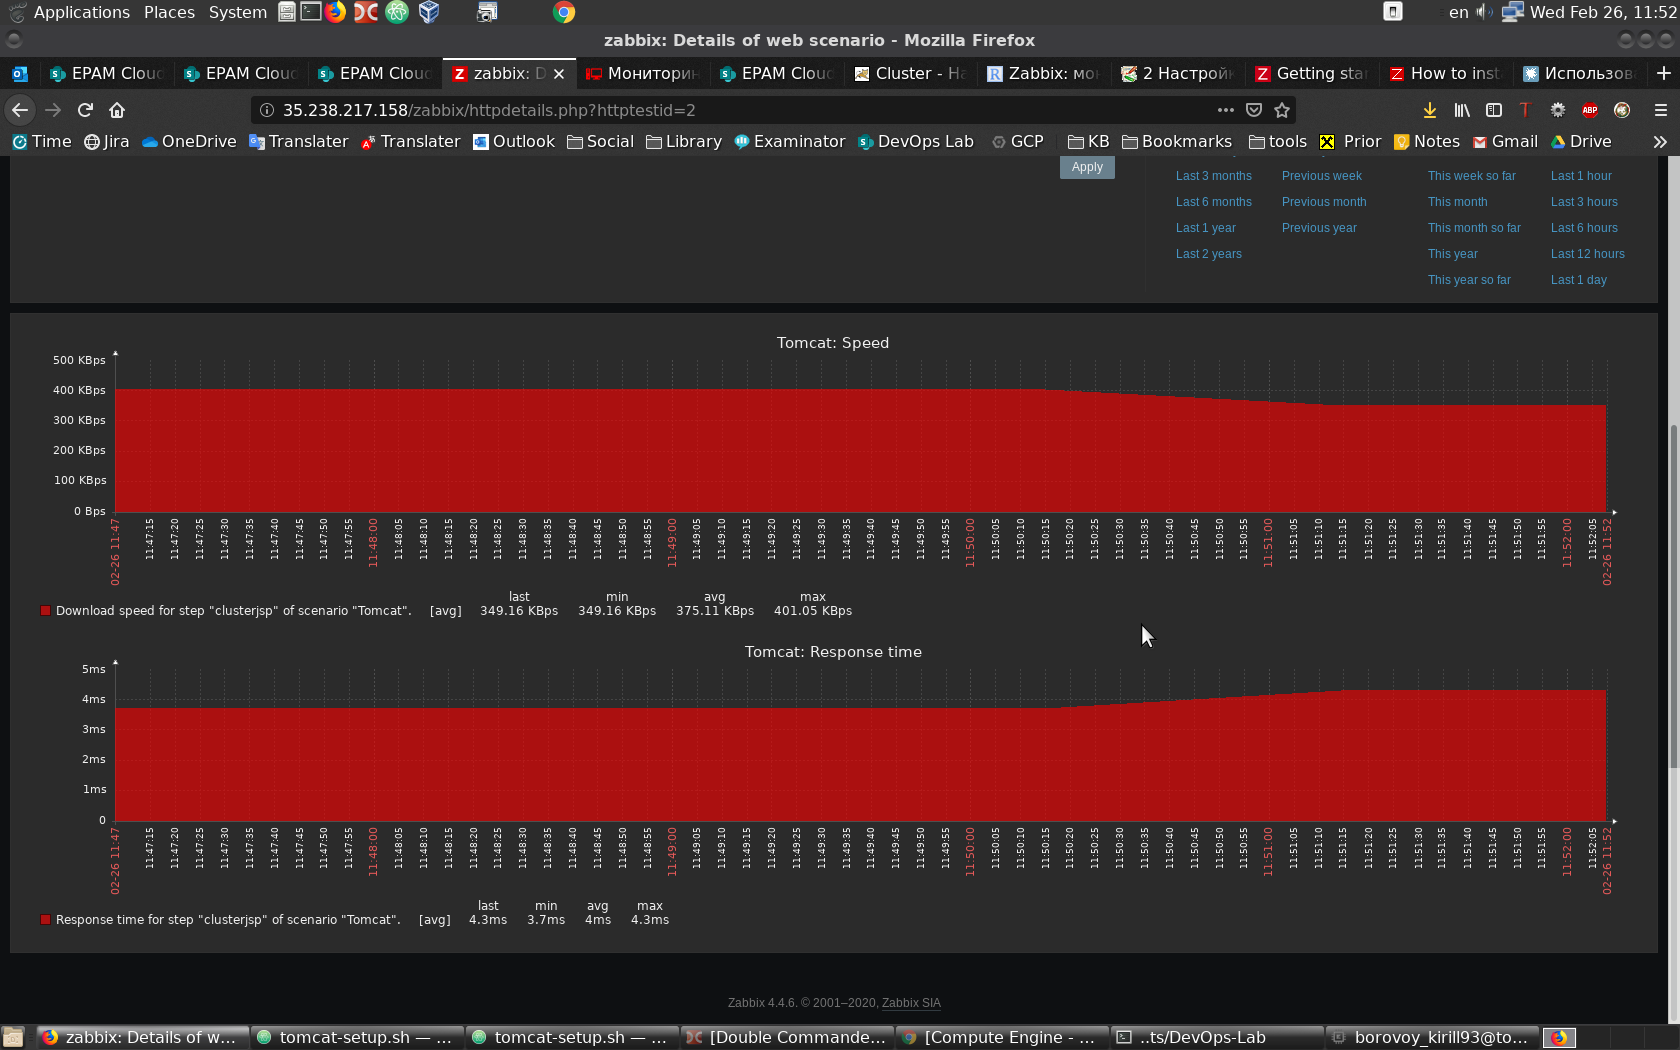 Applications Places System en Wed Feb 26, 11:52
zabbix: Details of web scenario - Mozilla Firefox
EPAM Cloud EPAM Cloud EPAM Cloud zabbix: D Мониторин EPAM Cloud Cluster - Ha Zabbix: мон 2 Настройк Getting star How to inst Использова
35.238.217.158/zabbix/httpdetails.php?httptestid=2 ABP
Time Jira OneDrive Translater Translater Outlook Social Library Examinator DevOps Lab GCP KB Bookmarks tools Prior Notes Gmail Drive
Apply
Last 3 months Previous week This week so far Last 1 hour
Last 6 months Previous month This month Last 3 hours
Last 1 year Previous year This month so far Last 6 hours
Last 2 years This year Last 12 hours
This year so far Last 1 day
Tomcat: Speed
500 KBps
400 KBps
300 KBps
200 KBps
100 KBps
0 Bps
02-26 11:47 11:47:15 11:47:20 11:47:25 11:47:30 11:47:35 11:47:40 11:47:45 11:47:50 11:47:55 11:48:00 11:48:05 11:48:10 11:48:15 11:48:20 11:48:25 11:48:30 11:48:35 11:48:40 11:48:45 11:48:50 11:48:55 11:49:00 11:49:05 11:49:10 11:49:15 11:49:20 11:49:25 11:49:30 11:49:35 11:49:40 11:49:45 11:49:50 11:49:55 11:50:00 11:50:05 11:50:10 11:50:15 11:50:20 11:50:25 11:50:30 11:50:35 11:50:40 11:50:45 11:50:50 11:50:55 11:51:00 11:51:05 11:51:10 11:51:15 11:51:20 11:51:25 11:51:30 11:51:35 11:51:40 11:51:45 11:51:50 11:51:55 11:52:00 11:52:05 02-26 11:52
last min avg max
Download speed for step "clusterjsp" of scenario "Tomcat". [avg] 349.16 KBps 349.16 KBps 375.11 KBps 401.05 KBps
Tomcat: Response time
5ms
4ms
3ms
2ms
1ms
0
02-26 11:47 11:47:15 11:47:20 11:47:25 11:47:30 11:47:35 11:47:40 11:47:45 11:47:50 11:47:55 11:48:00 11:48:05 11:48:10 11:48:15 11:48:20 11:48:25 11:48:30 11:48:35 11:48:40 11:48:45 11:48:50 11:48:55 11:49:00 11:49:05 11:49:10 11:49:15 11:49:20 11:49:25 11:49:30 11:49:35 11:49:40 11:49:45 11:49:50 11:49:55 11:50:00 11:50:05 11:50:10 11:50:15 11:50:20 11:50:25 11:50:30 11:50:35 11:50:40 11:50:45 11:50:50 11:50:55 11:51:00 11:51:05 11:51:10 11:51:15 11:51:20 11:51:25 11:51:30 11:51:35 11:51:40 11:51:45 11:51:50 11:51:55 11:52:00 11:52:05 02-26 11:52
last min avg max
Response time for step "clusterjsp" of scenario "Tomcat". [avg] 4.3ms 3.7ms 4ms 4.3ms
Zabbix 4.4.6. © 2001–2020, Zabbix SIA
zabbix: Details of w... tomcat-setup.sh — ... tomcat-setup.sh — ... [Double Commande... [Compute Engine - ... ..ts/DevOps-Lab borovoy_kirill93@to...